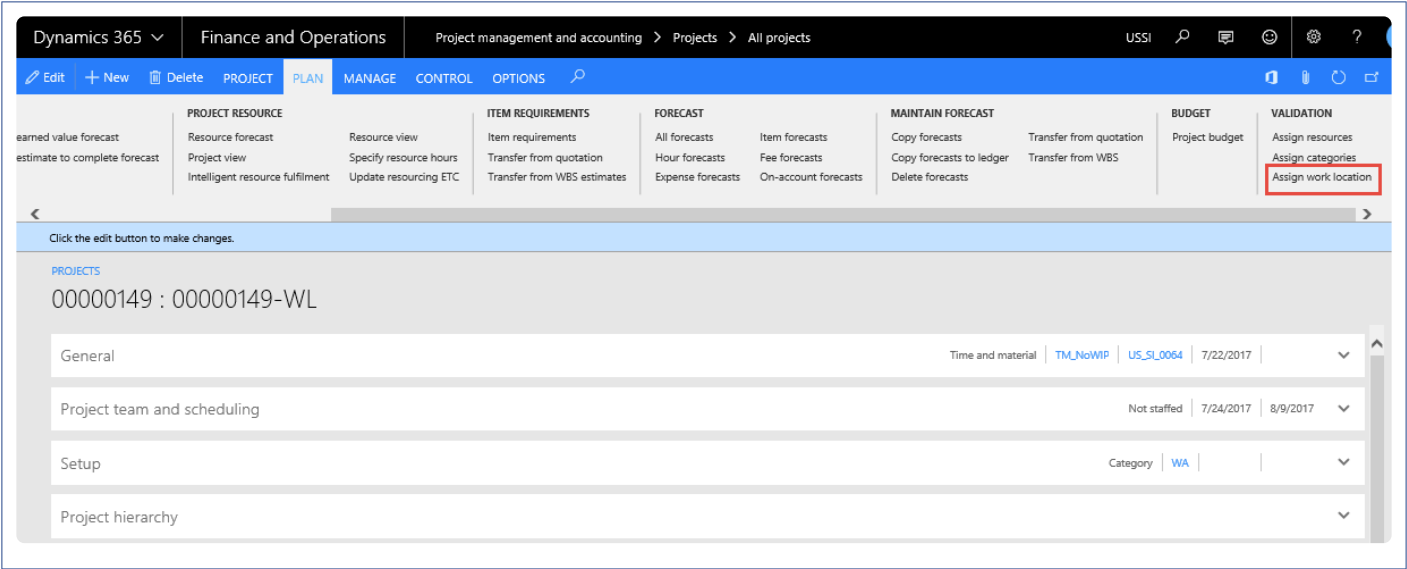 Dynamics 365 Finance and Operations Project management and accounting > Projects > All projects USSI ?
Edit + New Delete PROJECT PLAN MANAGE CONTROL OPTIONS
PROJECT RESOURCE ITEM REQUIREMENTS FORECAST MAINTAIN FORECAST BUDGET VALIDATION
earned value forecast Resource forecast Resource view Item requirements All forecasts Item forecasts Copy forecasts Transfer from quotation Project budget Assign resources
estimate to complete forecast Project view Specify resource hours Transfer from quotation Hour forecasts Fee forecasts Copy forecasts to ledger Transfer from WBS Assign categories
Intelligent resource fulfilment Update resourcing ETC Transfer from WBS estimates Expense forecasts On-account forecasts Delete forecasts Assign work location
Click the edit button to make changes.
PROJECTS
00000149 : 00000149-WL
General Time and material TM_NoWIP US_SI_0064 7/22/2017
Project team and scheduling Not staffed 7/24/2017 8/9/2017
Setup Category WA
Project hierarchy